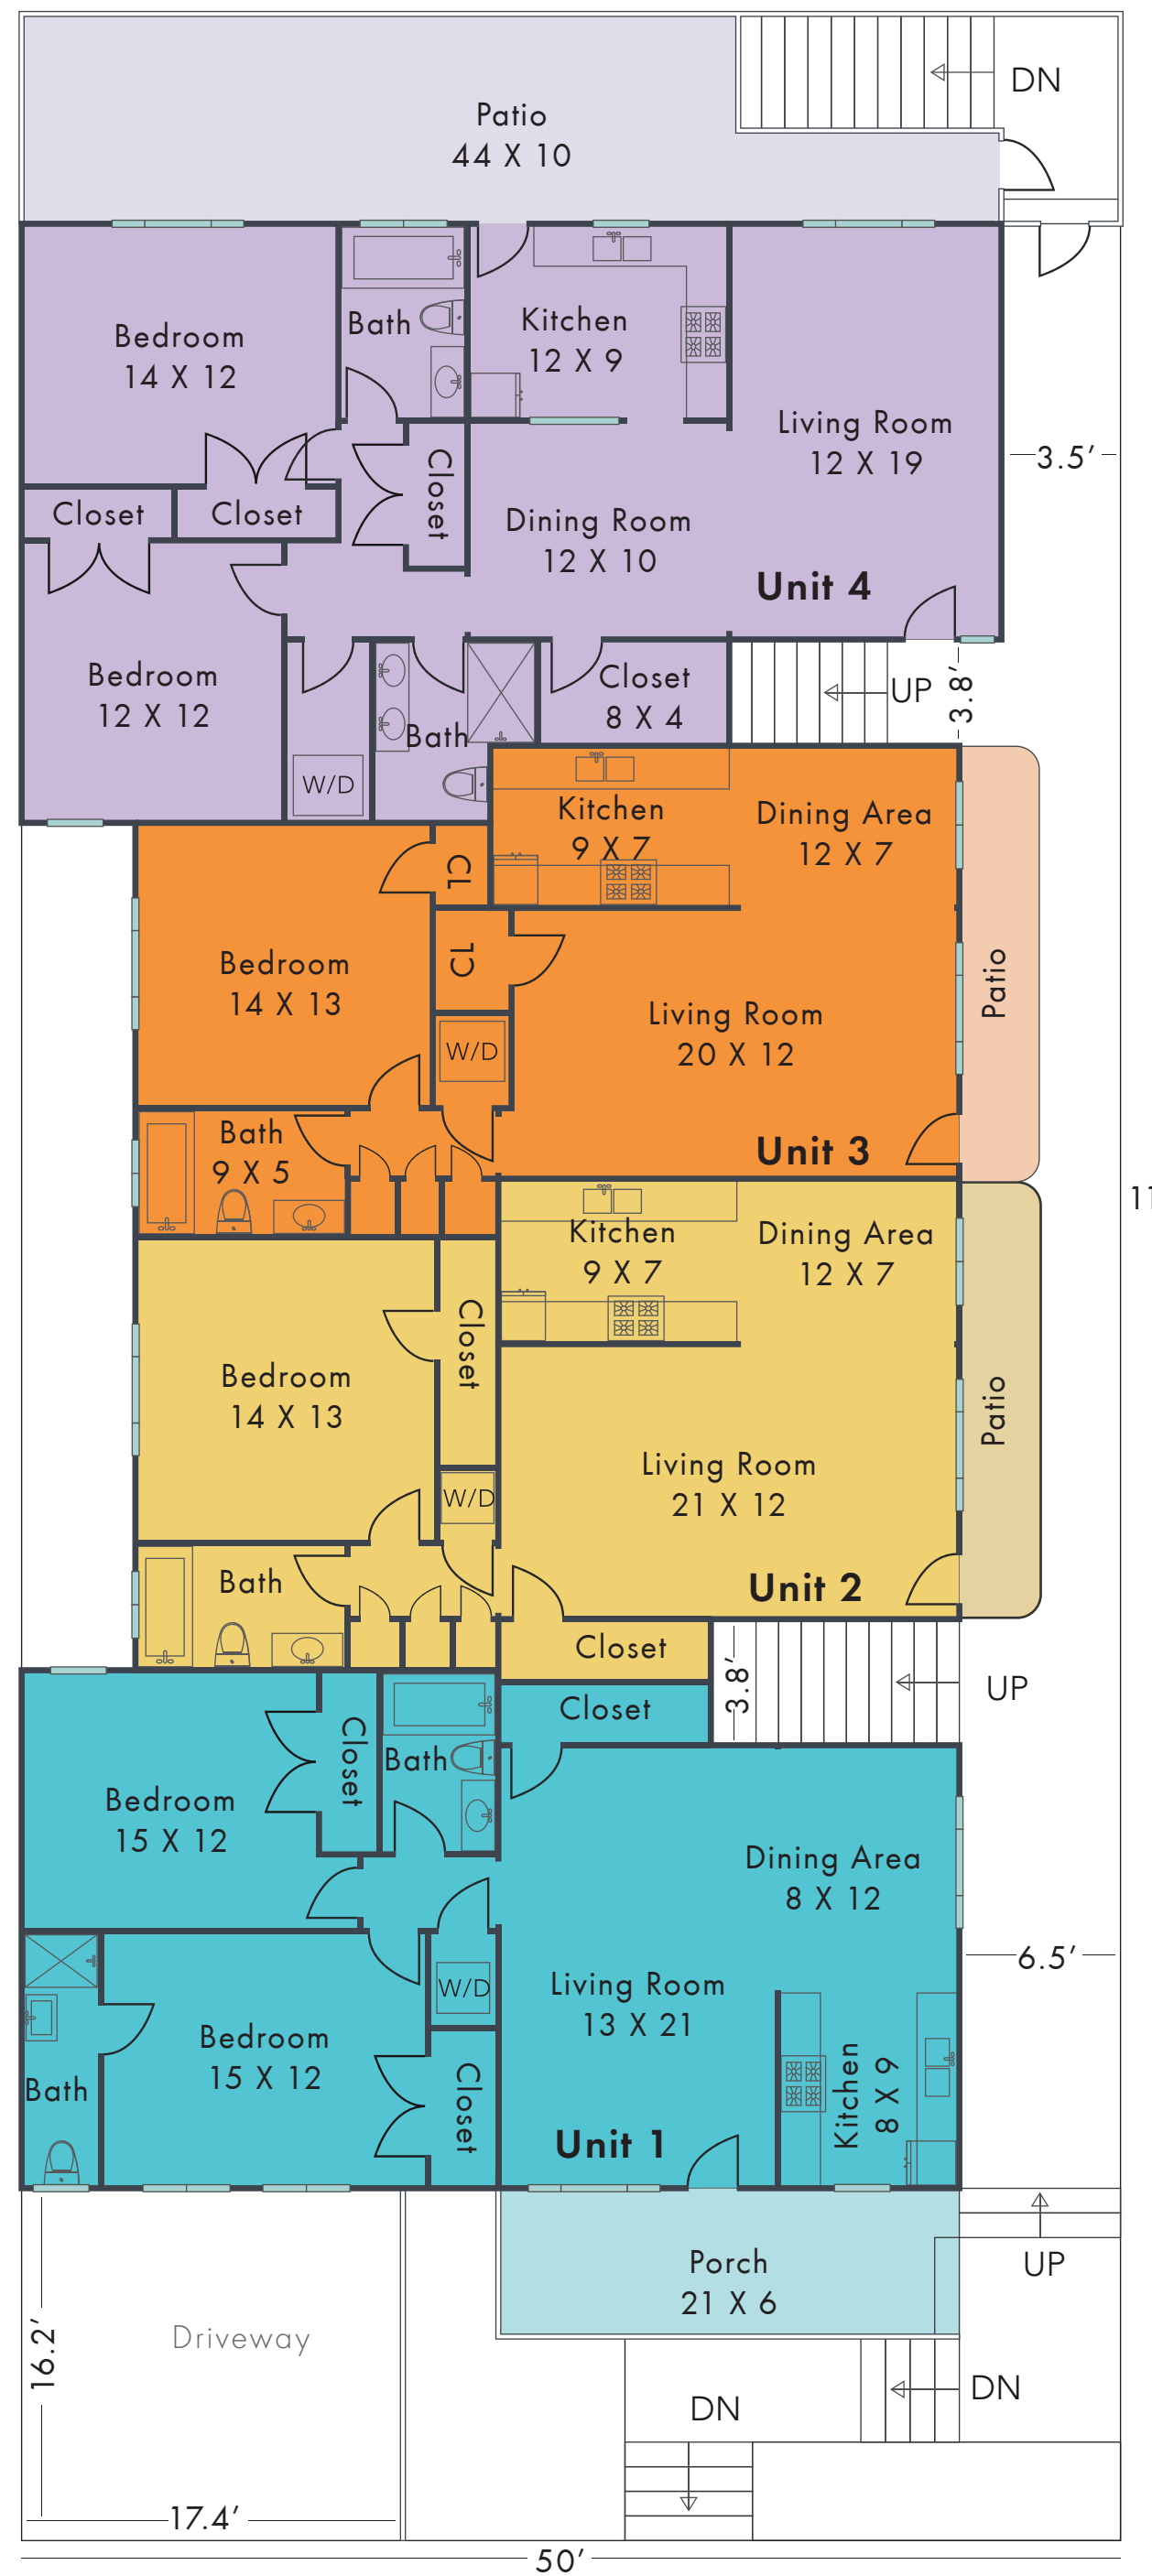 DN
Patio
44 X 10
Bedroom
14 X 12
Bath
Kitchen
12 X 9
Living Room
12 X 19
3.5′
Closet
Closet
Closet
Dining Room
12 X 10
Unit 4
Bedroom
12 X 12
W/D
Bath
Closet
8 X 4
UP
3.8′
Kitchen
9 X 7
Dining Area
12 X 7
CL
Bedroom
14 X 13
CL
Living Room
20 X 12
Patio
W/D
Bath
9 X 5
Unit 3
11
Kitchen
9 X 7
Dining Area
12 X 7
Closet
Bedroom
14 X 13
Patio
Living Room
21 X 12
W/D
Bath
Unit 2
Closet
3.8′
UP
Closet
Closet
Bath
Bedroom
15 X 12
Dining Area
8 X 12
6.5′
W/D
Living Room
13 X 21
Bedroom
15 X 12
Bath
Closet
Kitchen
8 X 9
Unit 1
Porch
21 X 6
UP
Driveway
16.2′
DN
DN
17.4′
50′